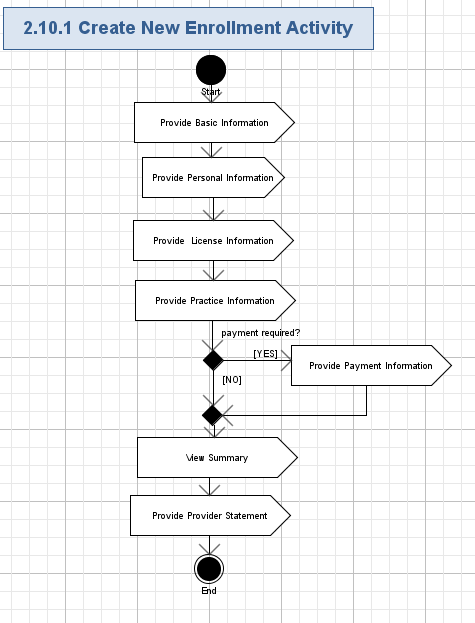 2.10.1 Create New Enrollment Activity
Start
Provide Basic Information
Provide Personal Information
Provide License Information
Provide Practice Information
payment required?
[YES]
Provide Payment Information
[NO]
View Summary
Provide Provider Statement
End